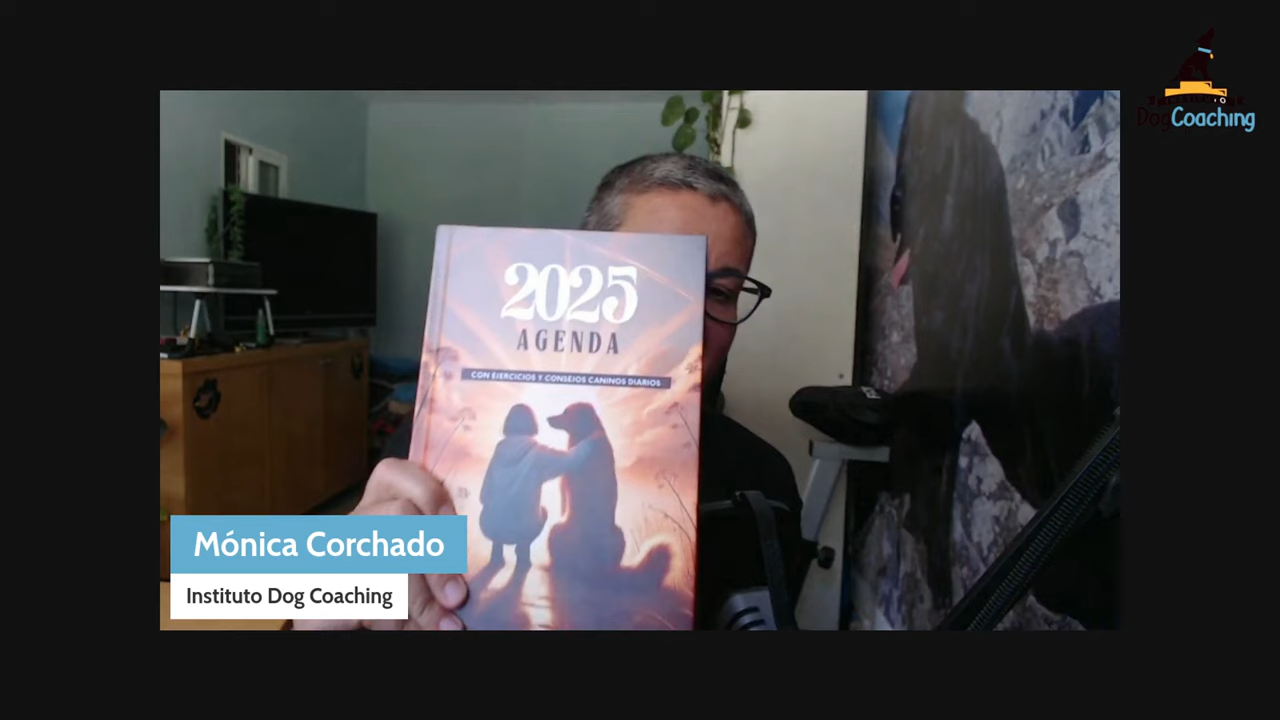 DogCoaching
2025
AGENDA
CON EJERCICIOS Y CONSEJOS CANINOS DIARIOS
Mónica Corchado
Instituto Dog Coaching